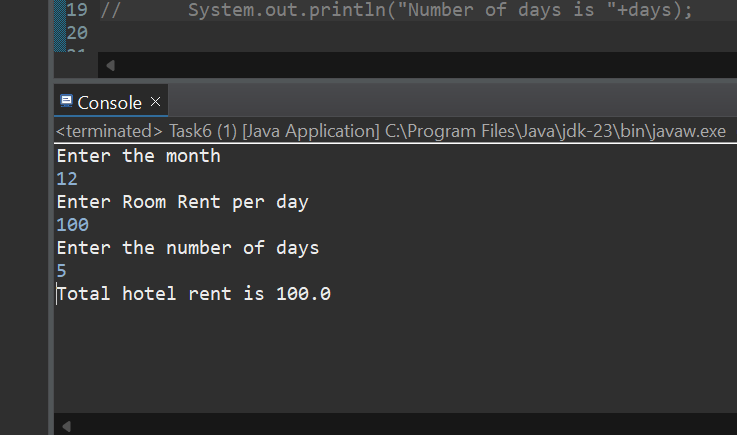 19 // System.out.println("Number of days is "+days);
20
Console ×
<terminated> Task6 (1) [Java Application] C:\Program Files\Java\jdk-23\bin\javaw.exe
Enter the month
12
Enter Room Rent per day
100
Enter the number of days
5
Total hotel rent is 100.0